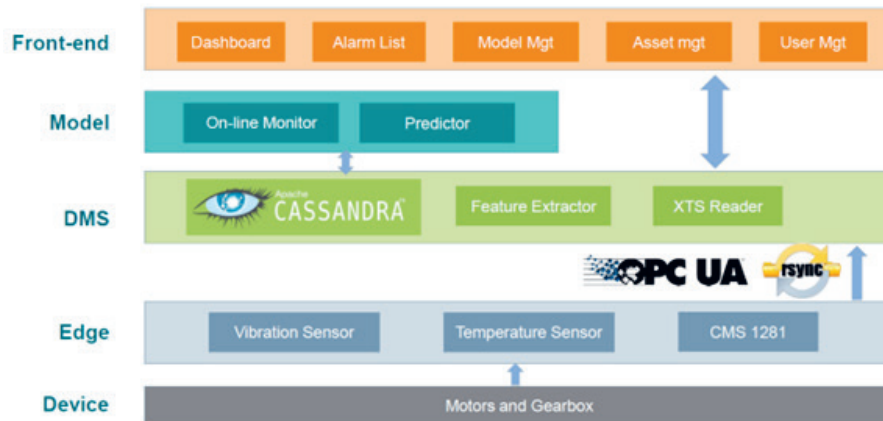 Front-end
Dashboard
Alarm List
Model Mgt
Asset mgt
User Mgt
Model
On-line Monitor
Predictor
DMS
Apache
CASSANDRA
Feature Extractor
XTS Reader
OPC UA
rsync
Edge
Vibration Sensor
Temperature Sensor
CMS 1281
Device
Motors and Gearbox